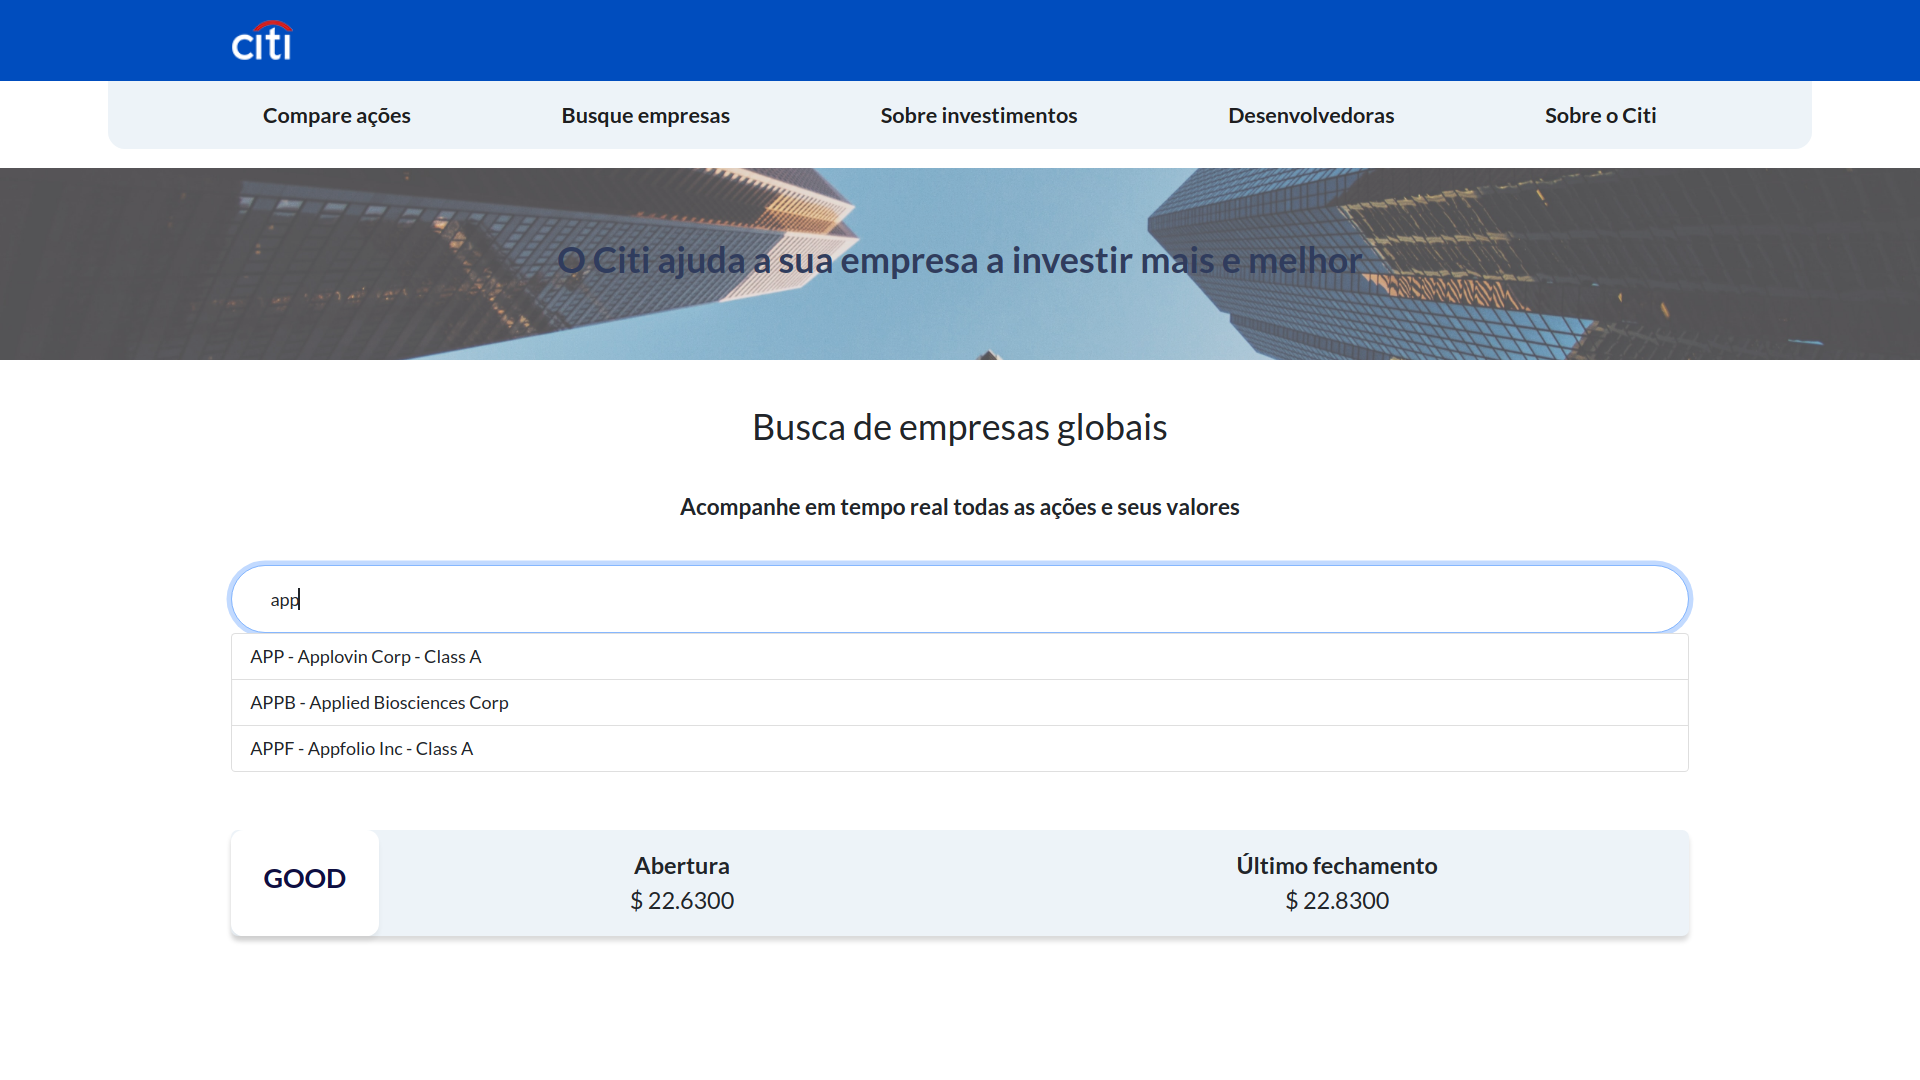 citi
Compare ações Busque empresas Sobre investimentos Desenvolvedoras Sobre o Citi
O Citi ajuda a sua empresa a investir mais e melhor
Busca de empresas globais
Acompanhe em tempo real todas as ações e seus valores
app
APP - Applovin Corp - Class A
APPB - Applied Biosciences Corp
APPF - Appfolio Inc - Class A
GOOD
Abertura
$ 22.6300
Último fechamento
$ 22.8300